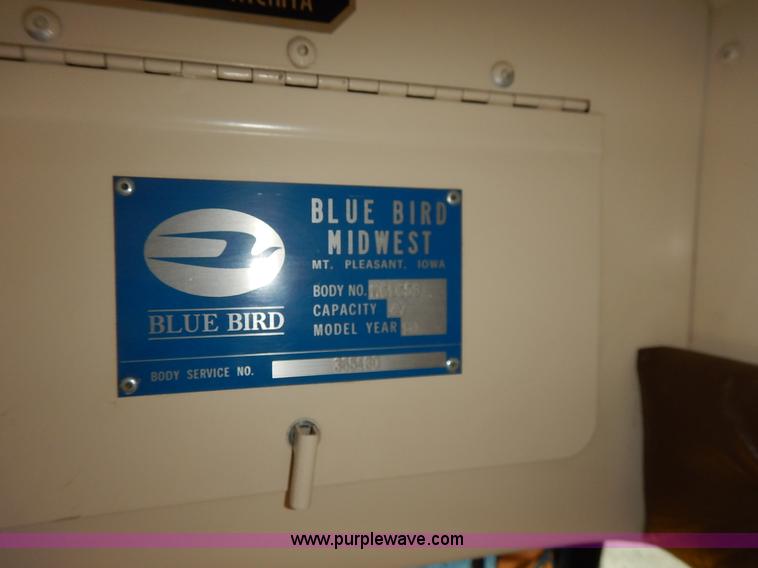 BLUE BIRD
BLUE BIRD
MIDWEST
MT. PLEASANT, IOWA
BODY NO.
CAPACITY
MODEL YEAR
BODY SERVICE NO.
www.purplewave.com